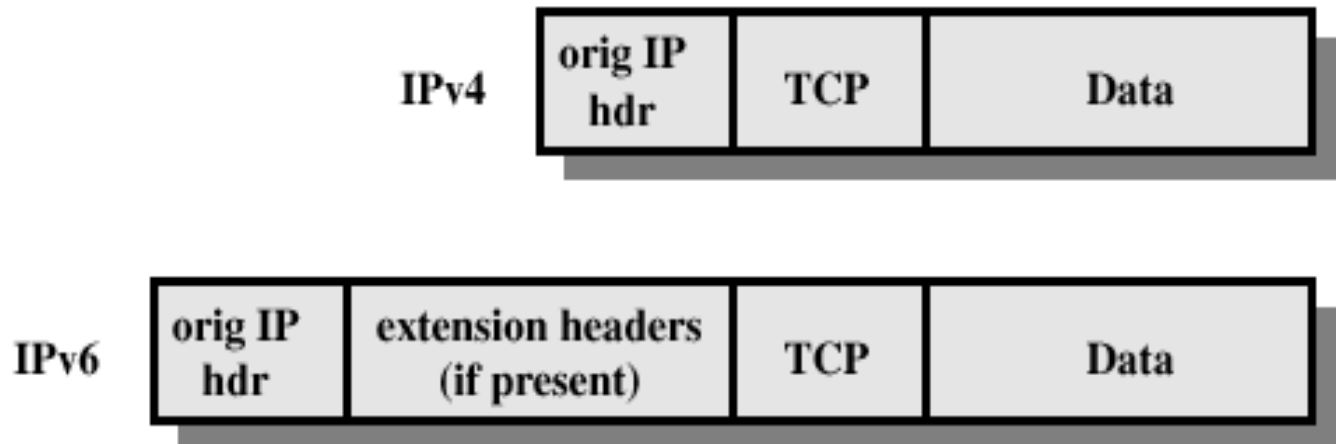 IPv4
orig IP
hdr
TCP
Data
IPv6
orig IP
hdr
extension headers
(if present)
TCP
Data